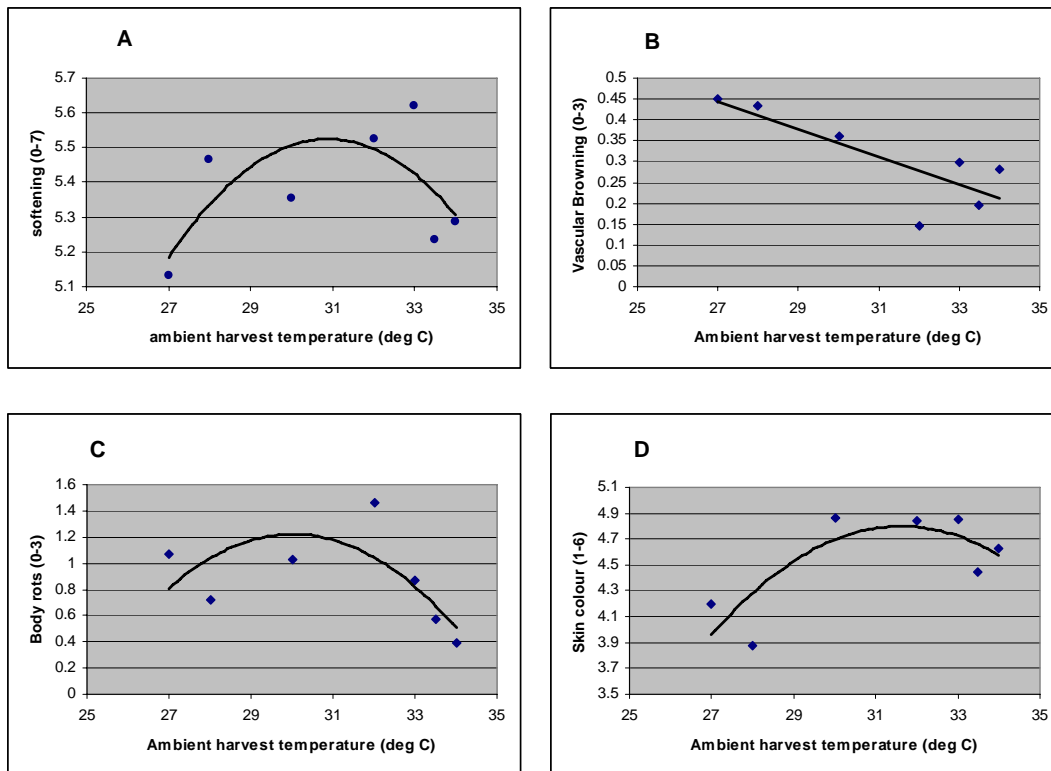 A
softening (0-7)
5.7
5.6
5.5
5.4
5.3
5.2
5.1
25 27 29 31 33 35
ambient harvest temperature (deg C)
B
Vascular Browning (0-3)
0.5
0.45
0.4
0.35
0.3
0.25
0.2
0.15
0.1
0.05
0
25 27 29 31 33 35
Ambient harvest temperature (deg C)
C
Body rots (0-3)
1.6
1.4
1.2
1
0.8
0.6
0.4
0.2
0
25 27 29 31 33 35
Ambient harvest temperature (deg C)
D
Skin colour (1-6)
5.1
4.9
4.7
4.5
4.3
4.1
3.9
3.7
3.5
25 27 29 31 33 35
Ambient harvest temperature (deg C)